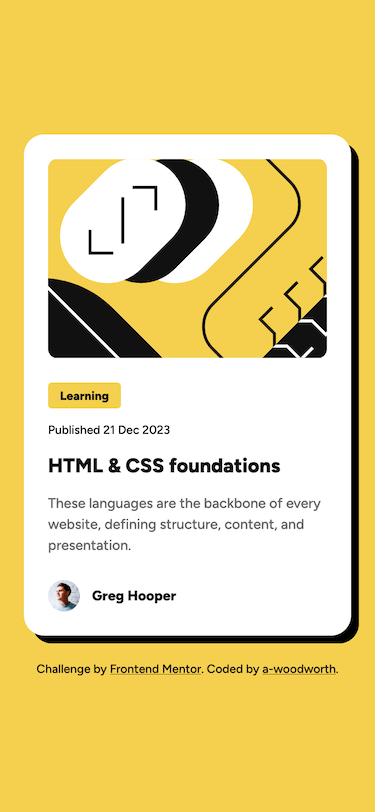 Learning
Published 21 Dec 2023
HTML & CSS foundations
These languages are the backbone of every
website, defining structure, content, and
presentation.
Greg Hooper
Challenge by Frontend Mentor. Coded by a-woodworth.